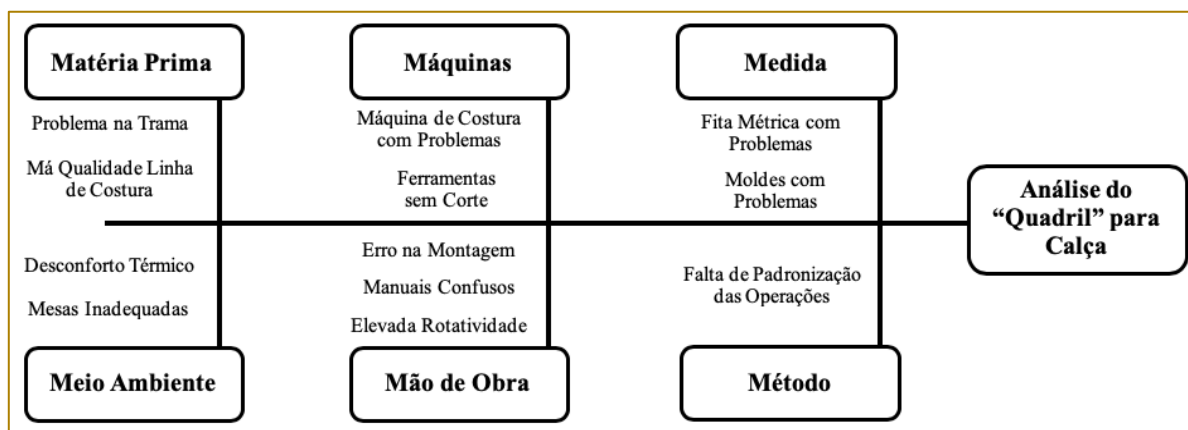 Matéria Prima
Máquinas
Medida
Problema na Trama
Má Qualidade Linha
de Costura
Máquina de Costura
com Problemas
Ferramentas
sem Corte
Fita Métrica com
Problemas
Moldes com
Problemas
Análise do
“Quadril” para
Calça
Desconforto Térmico
Mesas Inadequadas
Erro na Montagem
Manuais Confusos
Elevada Rotatividade
Falta de Padronização
das Operações
Meio Ambiente
Mão de Obra
Método